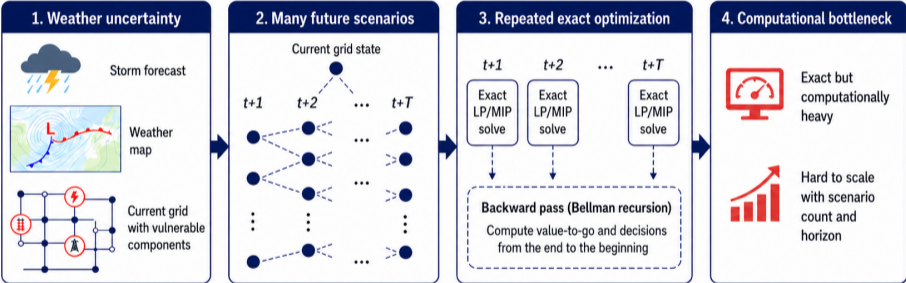 1. Weather uncertainty
Storm forecast
L
Weather
map
Current grid
with vulnerable
components
2. Many future scenarios
Current grid state
t+1 t+2 ... t+T
...
...
...
3. Repeated exact optimization
t+1 t+2 ... t+T
Exact
LP/MIP
solve
Exact
LP/MIP
solve
Exact
LP/MIP
solve
Backward pass (Bellman recursion)
Compute value-to-go and decisions
from the end to the beginning
4. Computational bottleneck
Exact but
computationally
heavy
Hard to scale
with scenario
count and
horizon